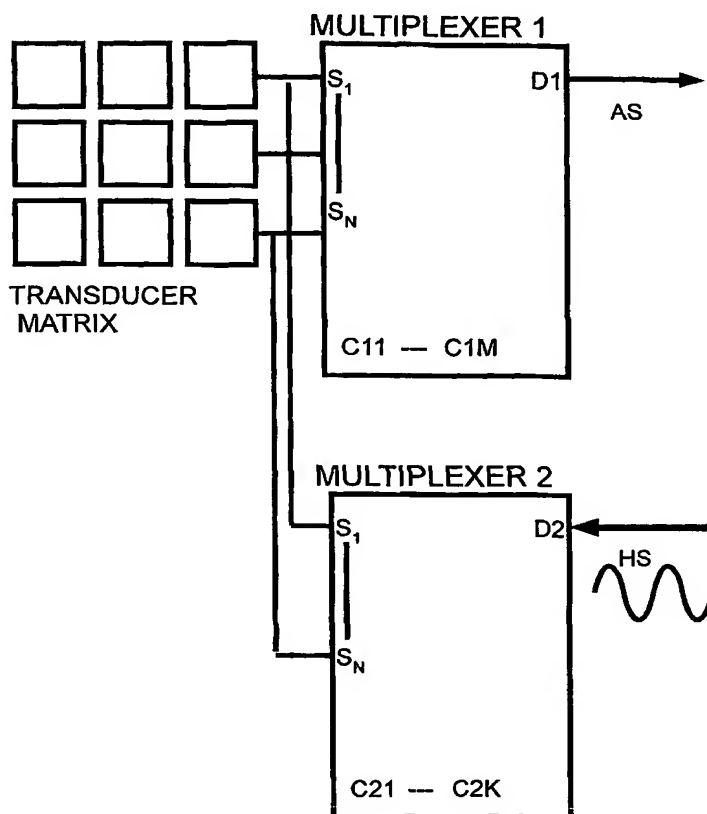 MULTIPLEXER 1
S1
D1
AS
SN
TRANSDUCER
MATRIX
C11 --- C1M
MULTIPLEXER 2
S1
D2
HS
SN
C21 --- C2K